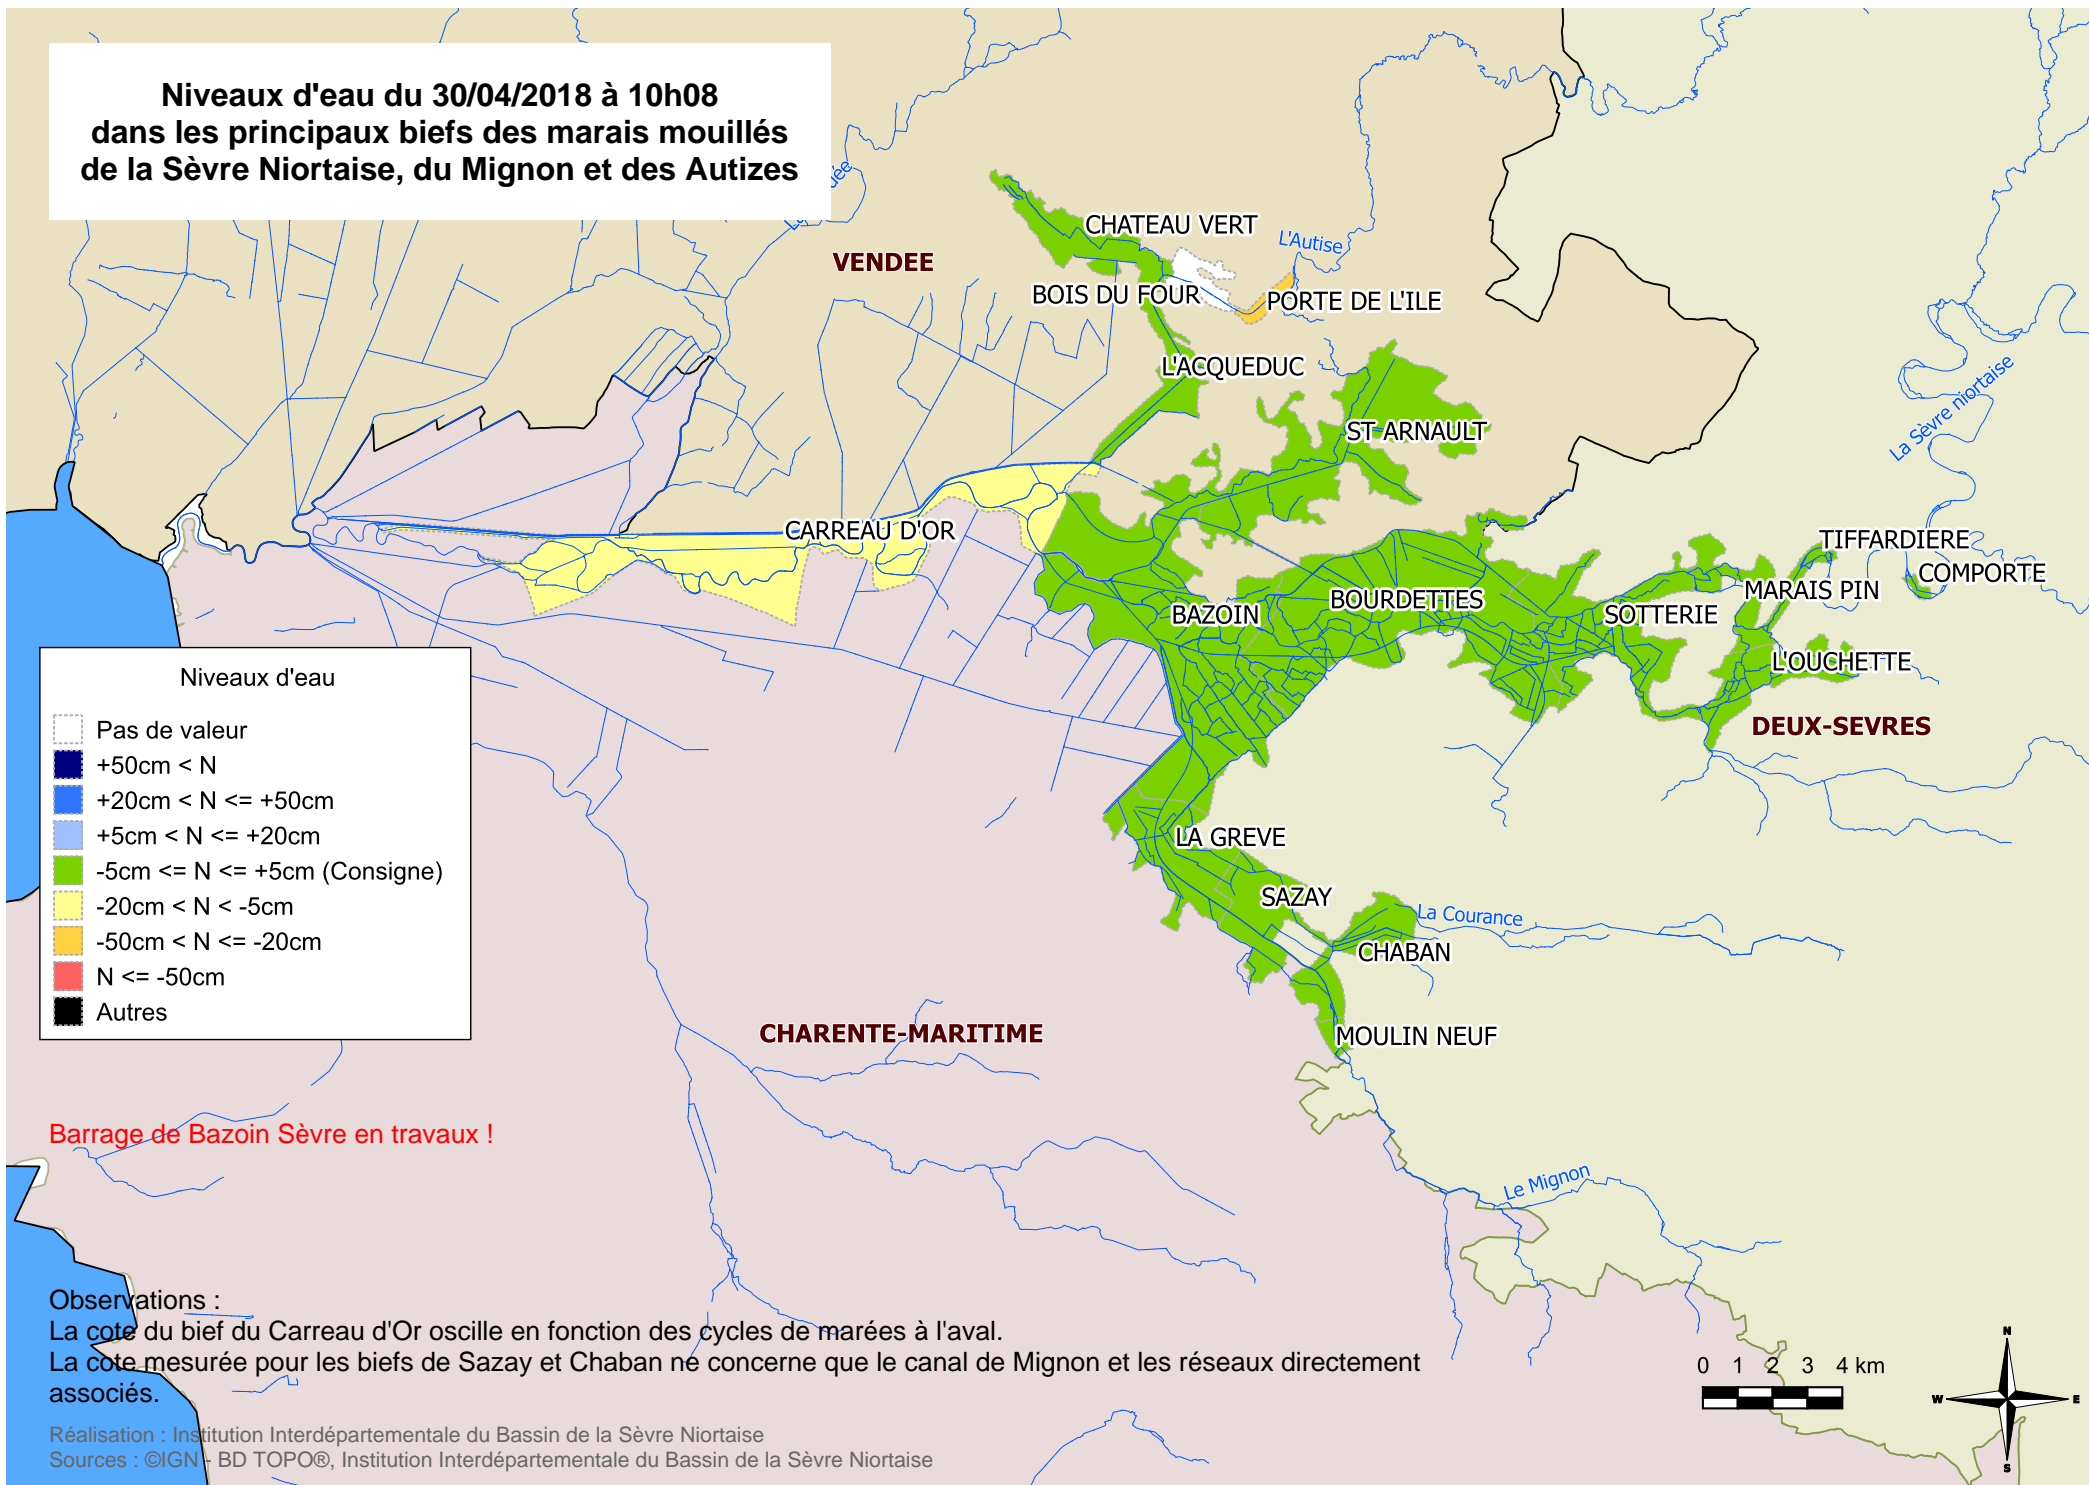 Niveaux d'eau du 30/04/2018 à 10h08
dans les principaux biefs des marais mouillés
de la Sèvre Niortaise, du Mignon et des Autizes
CHATEAU VERT
L'Autise
VENDEE
BOIS DU FOUR
PORTE DE L'ILE
L'ACQUEDUC
La Sèvre niortaise
ST ARNAULT
CARREAU D'OR
TIFFARDIERE
COMPORTE
MARAIS PIN
BOURDETTES
BAZOIN
SOTTERIE
L'OUCHETTE
DEUX-SEVRES
Niveaux d'eau
Pas de valeur
+50cm < N
+20cm < N <= +50cm
+5cm < N <= +20cm
-5cm <= N <= +5cm (Consigne)
-20cm < N < -5cm
-50cm < N <= -20cm
N <= -50cm
Autres
LA GREVE
SAZAY
La Courance
CHABAN
CHARENTE-MARITIME
MOULIN NEUF
Barrage de Bazoin Sèvre en travaux !
Le Mignon
Observations :
La cote du bief du Carreau d'Or oscille en fonction des cycles de marées à l'aval.
La cote mesurée pour les biefs de Sazay et Chaban ne concerne que le canal de Mignon et les réseaux directement
associés.
0 1 2 3 4 km
N
W E
S
Réalisation : Institution Interdépartementale du Bassin de la Sèvre Niortaise
Sources : ©IGN - BD TOPO®, Institution Interdépartementale du Bassin de la Sèvre Niortaise